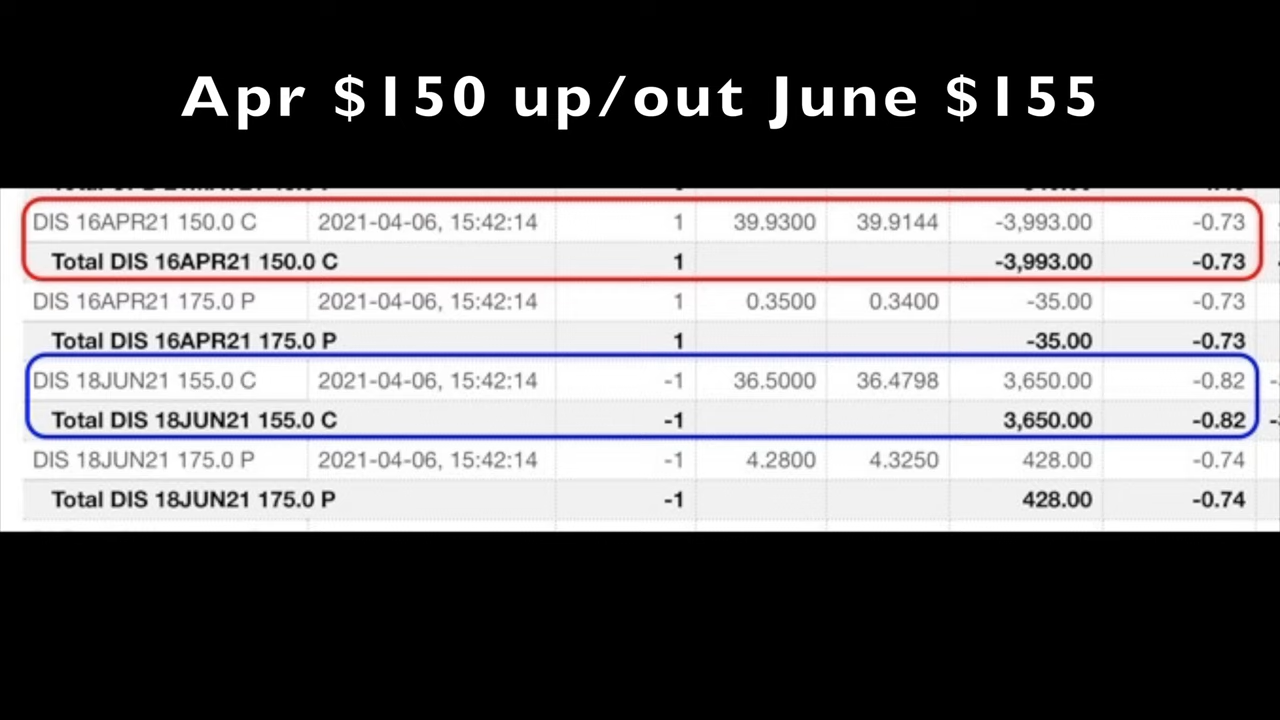 Apr $150 up/out June $155
DIS 16APR21 150.0 C 2021-04-06, 15:42:14 1 39.9300 39.9144 -3,993.00 -0.73
Total DIS 16APR21 150.0 C 1 -3,993.00 -0.73
DIS 16APR21 175.0 P 2021-04-06, 15:42:14 1 0.3500 0.3400 -35.00 -0.73
Total DIS 16APR21 175.0 P 1 -35.00 -0.73
DIS 18JUN21 155.0 C 2021-04-06, 15:42:14 -1 36.5000 36.4798 3,650.00 -0.82
Total DIS 18JUN21 155.0 C -1 3,650.00 -0.82
DIS 18JUN21 175.0 P 2021-04-06, 15:42:14 -1 4.2800 4.3250 428.00 -0.74
Total DIS 18JUN21 175.0 P -1 428.00 -0.74